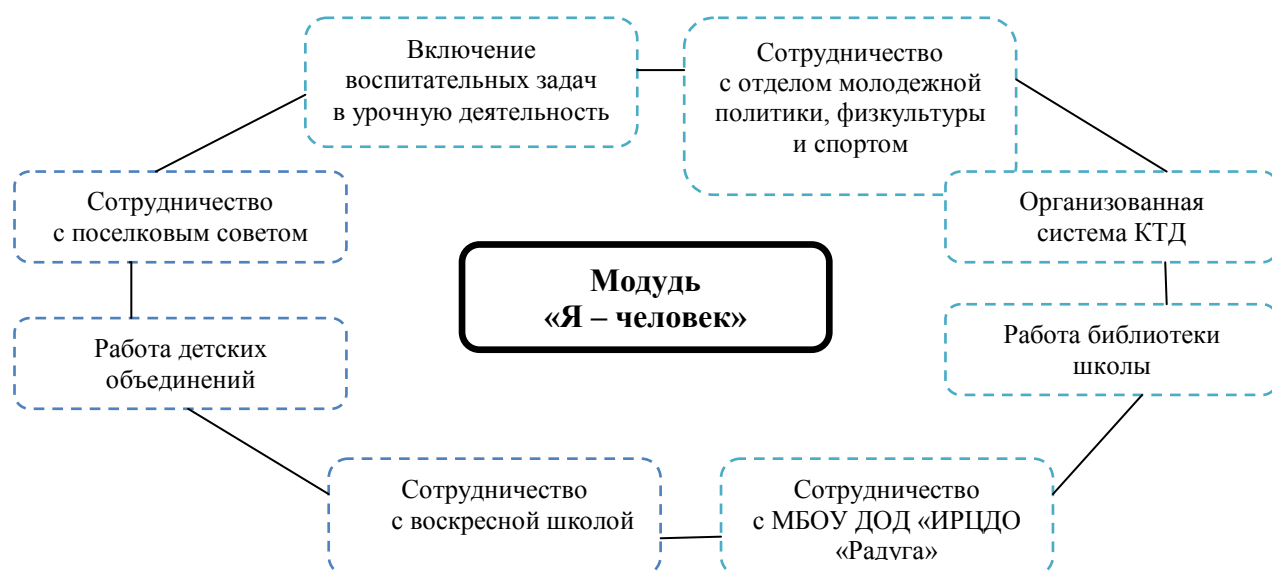 Включение
воспитательных задач
в урочную деятельность
Сотрудничество
с отделом молодежной
политики, физкультуры
и спортом
Сотрудничество
с поселковым советом
Организованная
система КТД
Модудь
«Я – человек»
Работа детских
объединений
Работа библиотеки
школы
Сотрудничество
с воскресной школой
Сотрудничество
с МБОУ ДОД «ИРЦДО
«Радуга»